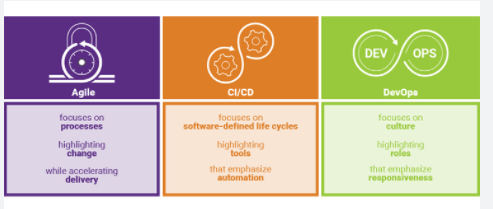 DEV OPS
Agile
CI/CD
DevOps
focuses on
processes
highlighting
change
while accelerating
delivery
focuses on
software-defined life cycles
highlighting
tools
that emphasize
automation
focuses on
culture
highlighting
roles
that emphasize
responsiveness